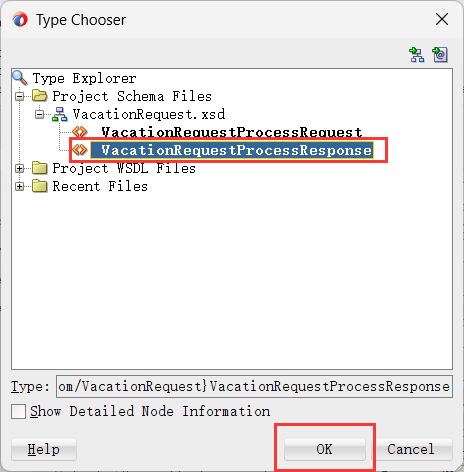 Type Chooser
Type Explorer
Project Schema Files
VacationRequest.xsd
VacationRequestProcessRequest
VacationRequestProcessResponse
Project WSDL Files
Recent Files
Type: om/VacationRequest}VacationRequestProcessResponse
Show Detailed Node Information
Help OK Cancel